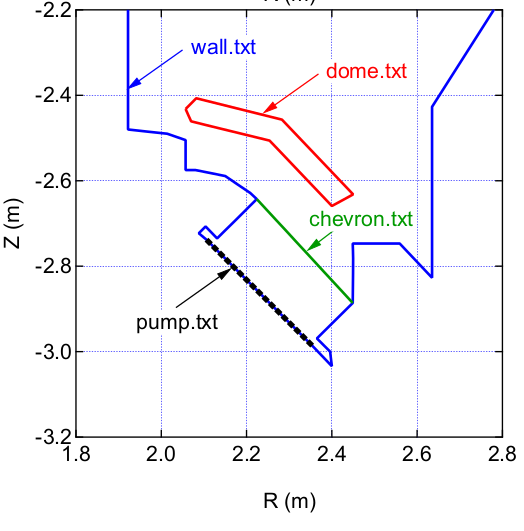 -2.2
wall.txt
dome.txt
-2.4
-2.6
chevron.txt
Z (m)
-2.8
pump.txt
-3.0
-3.2
1.8 2.0 2.2 2.4 2.6 2.8
R (m)